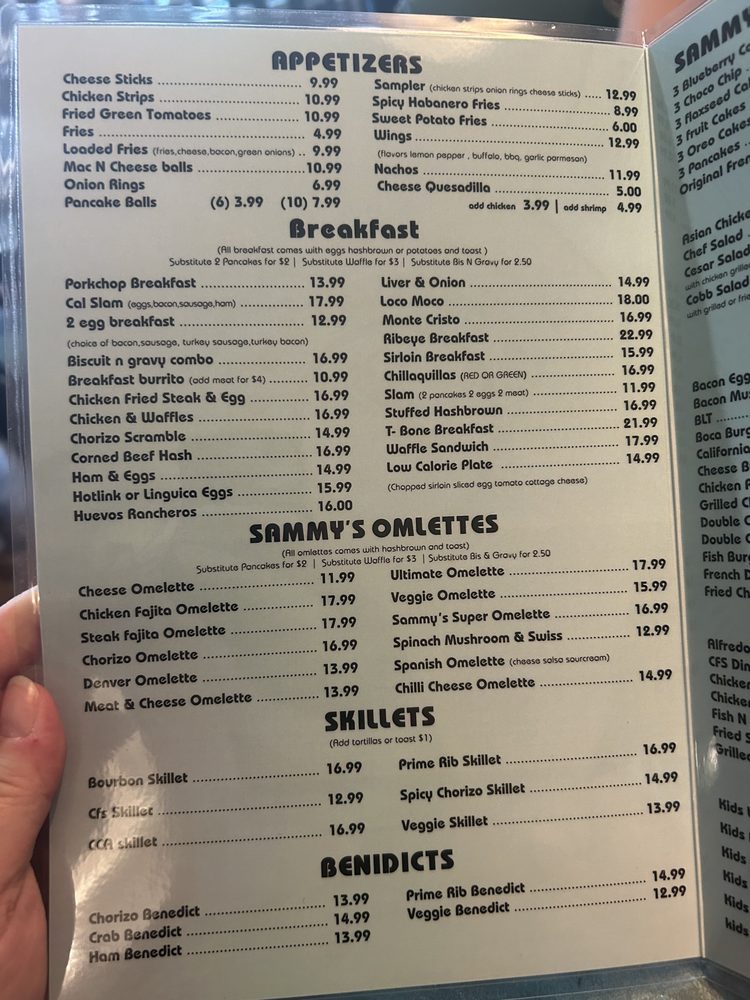 APPETIZERS
Cheese Sticks 9.99
Chicken Strips 10.99
Fried Green Tomatoes 10.99
Fries 4.99
Loaded Fries (fries,cheese,bacon,green onions) 9.99
Mac N Cheese balls 10.99
Onion Rings 6.99
Pancake Balls (6) 3.99 (10) 7.99
Sampler (chicken strips onion rings cheese sticks) 12.99
Spicy Habanero Fries 8.99
Sweet Potato Fries 6.00
Wings 12.99
(flavors lemon pepper , buffalo, bbq, garlic parmesan)
Nachos 11.99
Cheese Quesadilla 5.00
add chicken 3.99 | add shrimp 4.99
Breakfast
(All breakfast comes with eggs hashbrown or potatoes and toast )
Substitute 2 Pancakes for $2 | Substitute Waffle for $3 | Substitute Bis N Gravy for 2.50
Porkchop Breakfast 13.99
Cal Slam (eggs,bacon,sausage,ham) 17.99
2 egg breakfast 12.99
(choice of bacon,sausage, turkey sausage,turkey bacon)
Biscuit n gravy combo 16.99
Breakfast burrito (add meat for $4) 10.99
Chicken Fried Steak & Egg 16.99
Chicken & Waffles 16.99
Chorizo Scramble 14.99
Corned Beef Hash 16.99
Ham & Eggs 14.99
Hotlink or Linguica Eggs 15.99
Huevos Rancheros 16.00
Liver & Onion 14.99
Loco Moco 18.00
Monte Cristo 16.99
Ribeye Breakfast 22.99
Sirloin Breakfast 15.99
Chillaquillas (RED OR GREEN) 16.99
Slam (2 pancakes 2 eggs 2 meat) 11.99
Stuffed Hashbrown 16.99
T- Bone Breakfast 21.99
Waffle Sandwich 17.99
Low Calorie Plate 14.99
(Chopped sirloin sliced egg tomato cottage cheese)
SAMMY'S OMLETTES
(All omlettes comes with hashbrown and toast)
Substitute Pancakes for $2 | Substitute Waffle for $3 | Substitute Bis & Gravy for 2.50
Cheese Omelette 11.99
Chicken Fajita Omelette 17.99
Steak fajita Omelette 17.99
Chorizo Omelette 16.99
Denver Omelette 13.99
Meat & Cheese Omelette 13.99
Ultimate Omelette 17.99
Veggie Omelette 15.99
Sammy's Super Omelette 16.99
Spinach Mushroom & Swiss 12.99
Spanish Omelette (cheese salsa sourcream)
Chilli Cheese Omelette 14.99
SKILLETS
(Add tortillas or toast $1)
Bourbon Skillet 16.99
Cfs Skillet 12.99
CCA skillet 16.99
Prime Rib Skillet 16.99
Spicy Chorizo Skillet 14.99
Veggie Skillet 13.99
BENIDICTS
Chorizo Benedict 13.99
Crab Benedict 14.99
Ham Benedict 13.99
Prime Rib Benedict 14.99
Veggie Benedict 12.99
SAMMY
3 Blueberry
3 Choco Chip
3 flaxseed
3 fruit Cakes
3 Oreo Cakes
3 Pancakes
Original
Asian
Chef Salad
Cesar Salad
with chicken
Cobb Salad
with grilled or
Bacon Egg
Bacon
BLT
Boca
California
Cheese
Chicken
Grilled
Double
Double
Fish
French
Fried
Alfredo
CFS
Chicken
Chicken
Fish N
Fried
Kids
Kids
Kids
Kids
Kids
kids